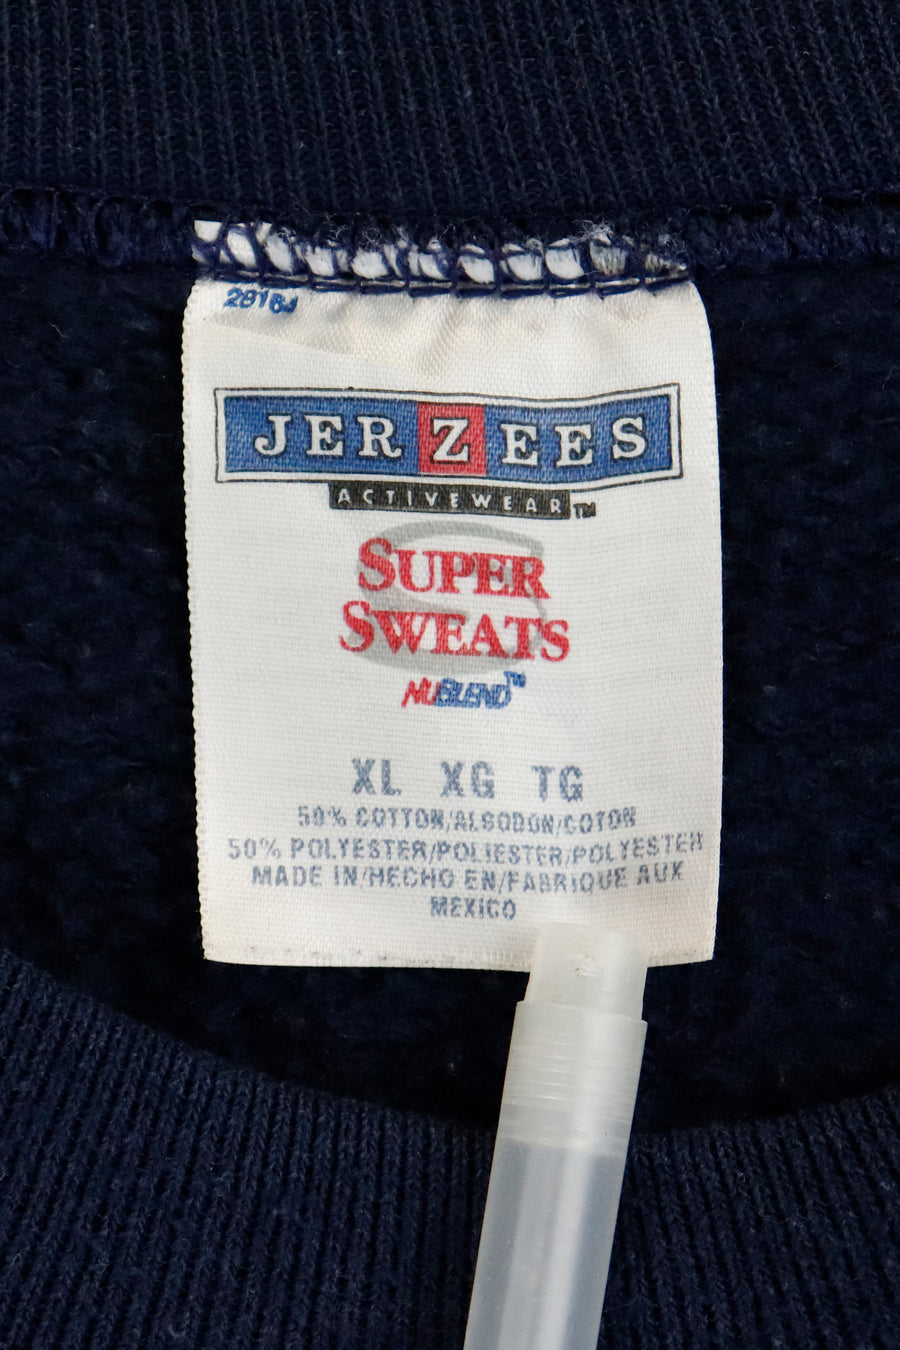 28164
JERZEES
ACTIVEWEAR™
SUPER
SWEATS
NUBLEND™
XL XG TG
50% COTTON/ALGODON/COTON
50% POLYESTER/POLIESTER/POLYESTER
MADE IN/HECHO EN/FABRIQUE AUX
MEXICO